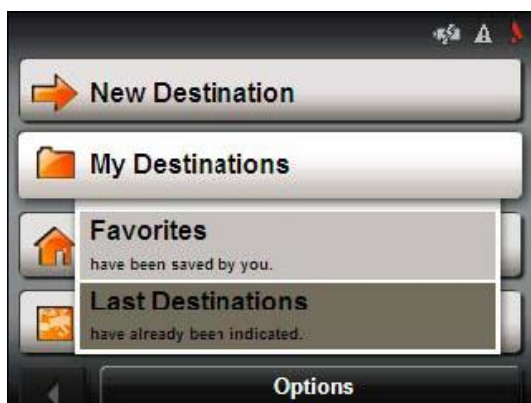 New Destination
My Destinations
Favorites
have been saved by you.
Last Destinations
have already been indicated.
Options